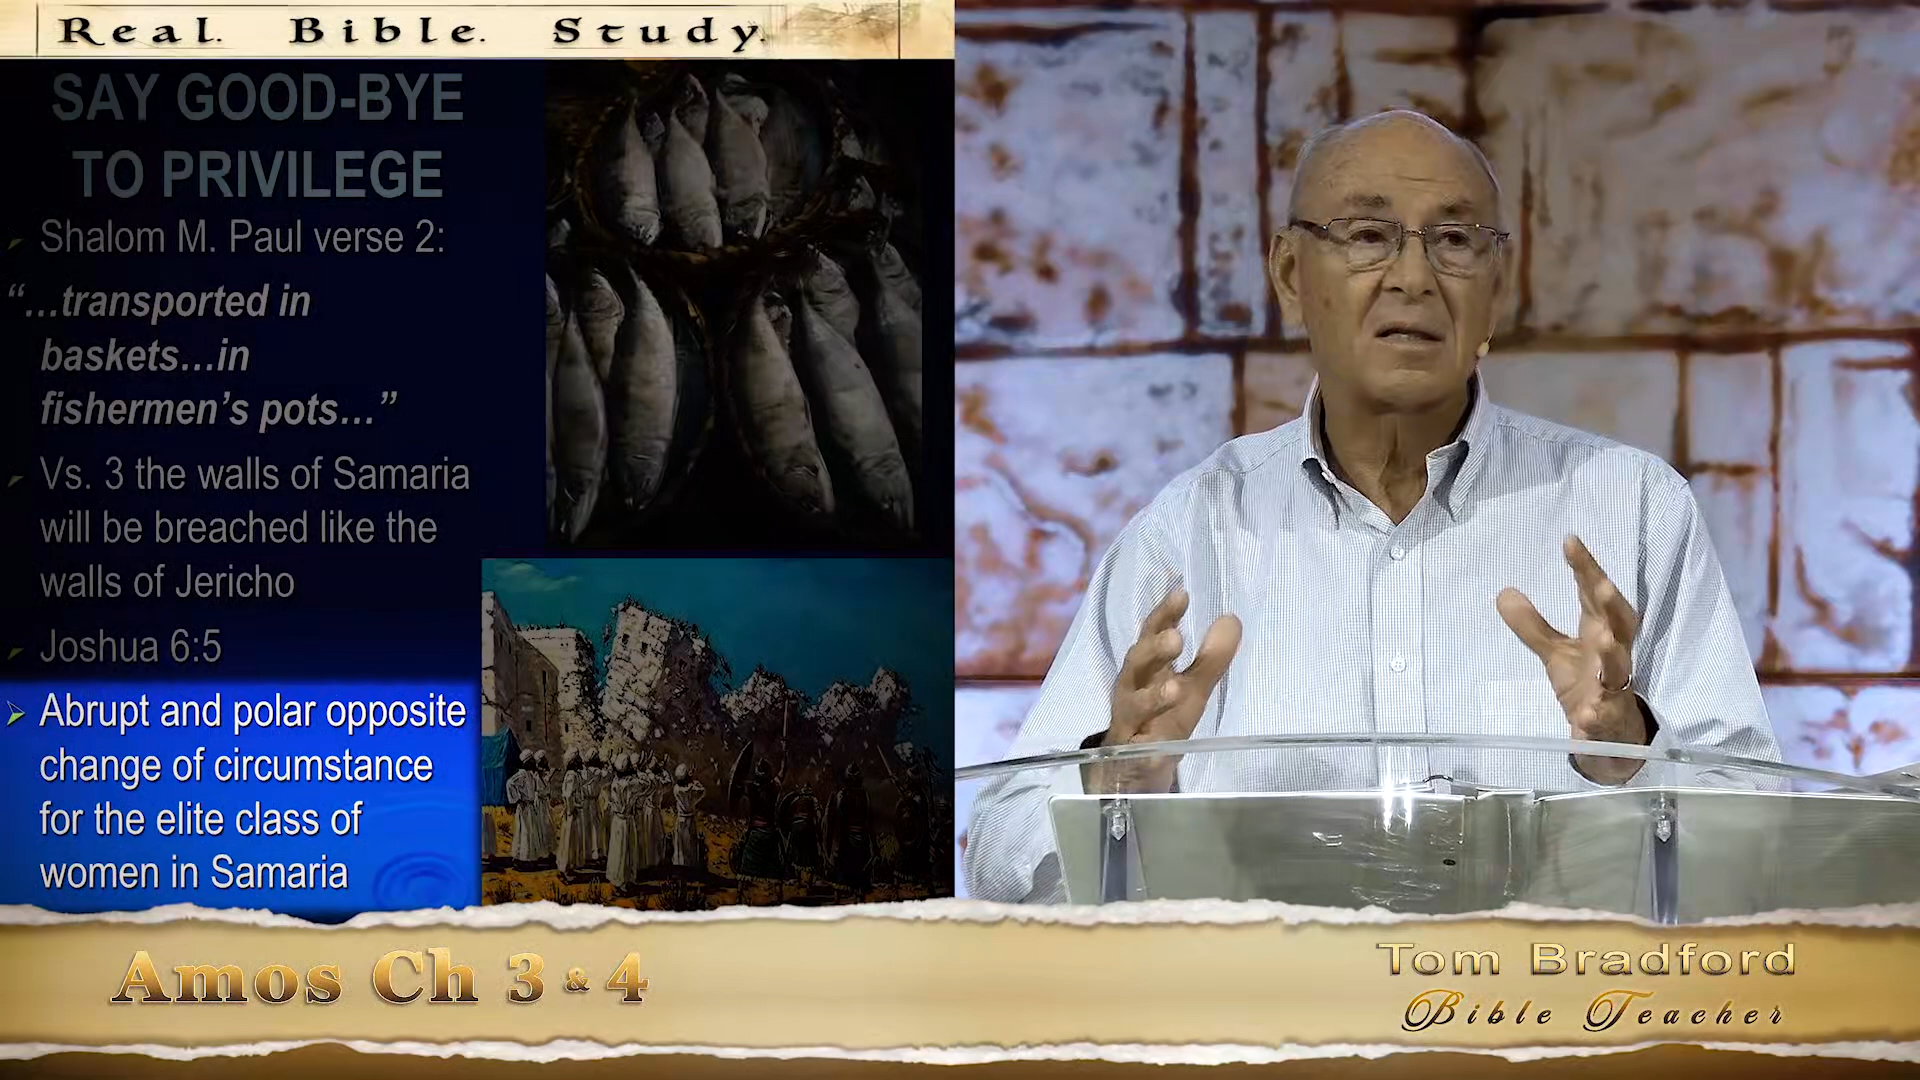 Real. Bible. Study.
SAY GOOD-BYE
TO PRIVILEGE
Shalom M. Paul verse 2:
“…transported in
baskets…in
fishermen’s pots…”
Vs. 3 the walls of Samaria
will be breached like the
walls of Jericho
Joshua 6:5
Abrupt and polar opposite
change of circumstance
for the elite class of
women in Samaria
Amos Ch 3 & 4
Tom Bradford
Bible Teacher